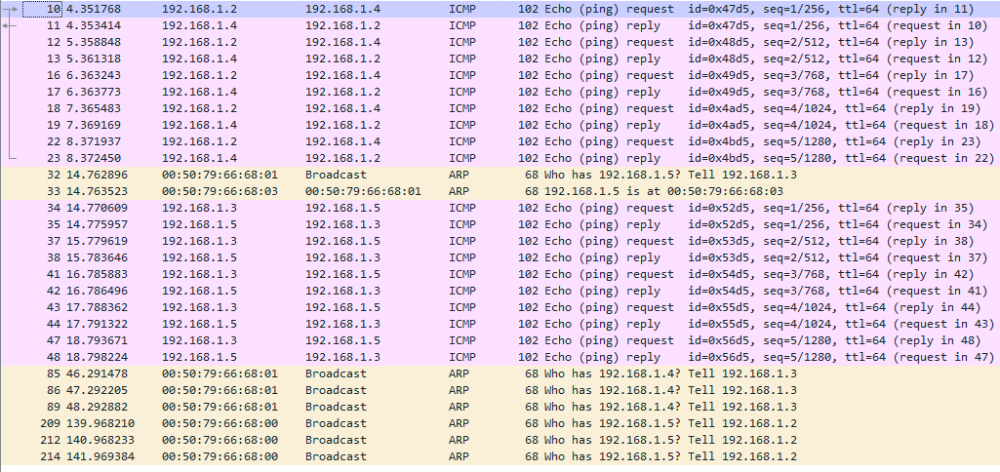 10 4.351768 192.168.1.2 192.168.1.4 ICMP 102 Echo (ping) request id=0x47d5, seq=1/256, ttl=64 (reply in 11)
11 4.353414 192.168.1.4 192.168.1.2 ICMP 102 Echo (ping) reply id=0x47d5, seq=1/256, ttl=64 (request in 10)
12 5.358848 192.168.1.2 192.168.1.4 ICMP 102 Echo (ping) request id=0x48d5, seq=2/512, ttl=64 (reply in 13)
13 5.361318 192.168.1.4 192.168.1.2 ICMP 102 Echo (ping) reply id=0x48d5, seq=2/512, ttl=64 (request in 12)
16 6.363243 192.168.1.2 192.168.1.4 ICMP 102 Echo (ping) request id=0x49d5, seq=3/768, ttl=64 (reply in 17)
17 6.363773 192.168.1.4 192.168.1.2 ICMP 102 Echo (ping) reply id=0x49d5, seq=3/768, ttl=64 (request in 16)
18 7.365483 192.168.1.2 192.168.1.4 ICMP 102 Echo (ping) request id=0x4ad5, seq=4/1024, ttl=64 (reply in 19)
19 7.369169 192.168.1.4 192.168.1.2 ICMP 102 Echo (ping) reply id=0x4ad5, seq=4/1024, ttl=64 (request in 18)
22 8.371937 192.168.1.2 192.168.1.4 ICMP 102 Echo (ping) request id=0x4bd5, seq=5/1280, ttl=64 (reply in 23)
23 8.372450 192.168.1.4 192.168.1.2 ICMP 102 Echo (ping) reply id=0x4bd5, seq=5/1280, ttl=64 (request in 22)
32 14.762896 00:50:79:66:68:01 Broadcast ARP 68 Who has 192.168.1.5? Tell 192.168.1.3
33 14.763523 00:50:79:66:68:03 00:50:79:66:68:01 ARP 68 192.168.1.5 is at 00:50:79:66:68:03
34 14.770609 192.168.1.3 192.168.1.5 ICMP 102 Echo (ping) request id=0x52d5, seq=1/256, ttl=64 (reply in 35)
35 14.775957 192.168.1.5 192.168.1.3 ICMP 102 Echo (ping) reply id=0x52d5, seq=1/256, ttl=64 (request in 34)
37 15.779619 192.168.1.3 192.168.1.5 ICMP 102 Echo (ping) request id=0x53d5, seq=2/512, ttl=64 (reply in 38)
38 15.783646 192.168.1.5 192.168.1.3 ICMP 102 Echo (ping) reply id=0x53d5, seq=2/512, ttl=64 (request in 37)
41 16.785883 192.168.1.3 192.168.1.5 ICMP 102 Echo (ping) request id=0x54d5, seq=3/768, ttl=64 (reply in 42)
42 16.786496 192.168.1.5 192.168.1.3 ICMP 102 Echo (ping) reply id=0x54d5, seq=3/768, ttl=64 (request in 41)
43 17.788362 192.168.1.3 192.168.1.5 ICMP 102 Echo (ping) request id=0x55d5, seq=4/1024, ttl=64 (reply in 44)
44 17.791322 192.168.1.5 192.168.1.3 ICMP 102 Echo (ping) reply id=0x55d5, seq=4/1024, ttl=64 (request in 43)
47 18.793671 192.168.1.3 192.168.1.5 ICMP 102 Echo (ping) request id=0x56d5, seq=5/1280, ttl=64 (reply in 48)
48 18.798224 192.168.1.5 192.168.1.3 ICMP 102 Echo (ping) reply id=0x56d5, seq=5/1280, ttl=64 (request in 47)
85 46.291478 00:50:79:66:68:01 Broadcast ARP 68 Who has 192.168.1.4? Tell 192.168.1.3
86 47.292205 00:50:79:66:68:01 Broadcast ARP 68 Who has 192.168.1.4? Tell 192.168.1.3
89 48.292882 00:50:79:66:68:01 Broadcast ARP 68 Who has 192.168.1.4? Tell 192.168.1.3
209 139.968210 00:50:79:66:68:00 Broadcast ARP 68 Who has 192.168.1.5? Tell 192.168.1.2
212 140.968233 00:50:79:66:68:00 Broadcast ARP 68 Who has 192.168.1.5? Tell 192.168.1.2
214 141.969384 00:50:79:66:68:00 Broadcast ARP 68 Who has 192.168.1.5? Tell 192.168.1.2